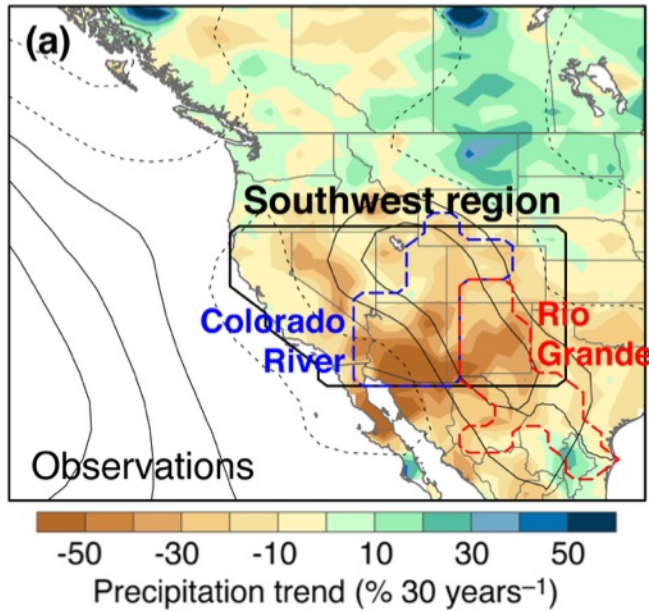 (a)
Southwest region
Colorado
River
Rio
Grande
Observations
-50 -30 -10 10 30 50
Precipitation trend (% 30 years⁻¹)